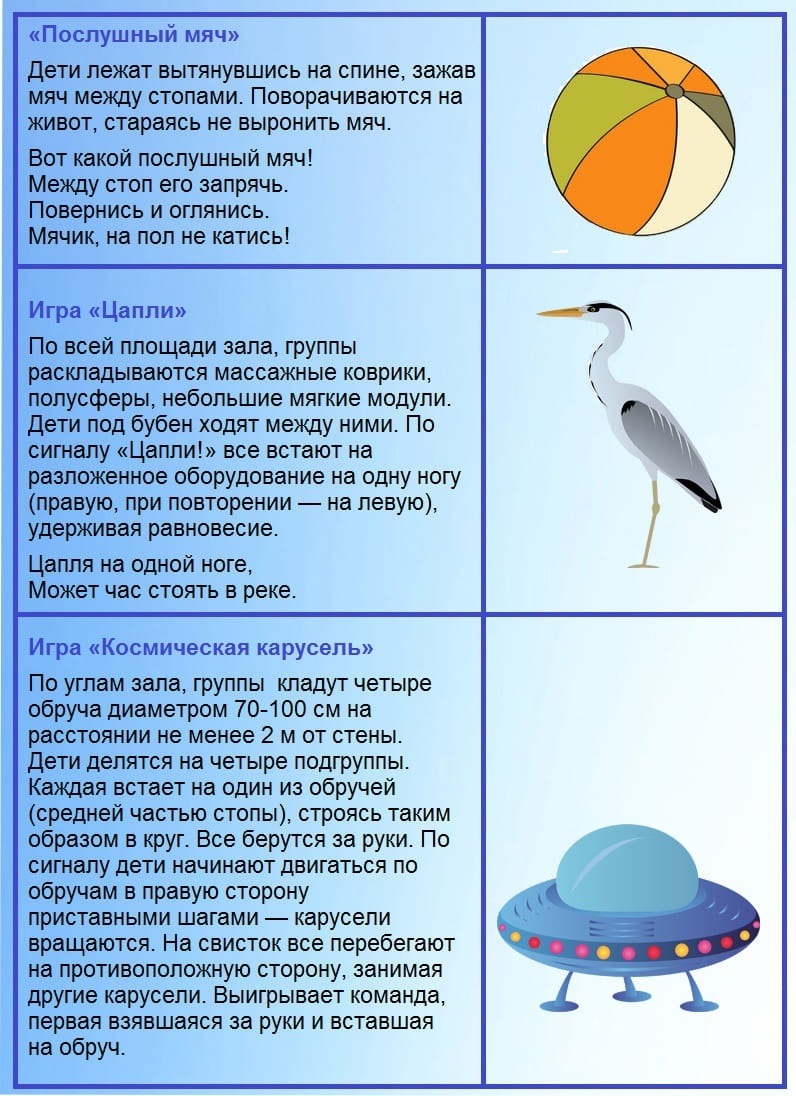 «Послушный мяч»
Дети лежат вытянувшись на спине, зажав
мяч между стопами. Поворачиваются на
живот, стараясь не выронить мяч.
Вот какой послушный мяч!
Между стоп его запрячь.
Повернись и оглянись.
Мячик, на пол не катись!
Игра «Цапли»
По всей площади зала, группы
раскладываются массажные коврики,
полусферы, небольшие мягкие модули.
Дети под бубен ходят между ними. По
сигналу «Цапли!» все встают на
разложенное оборудование на одну ногу
(правую, при повторении — на левую),
удерживая равновесие.
Цапля на одной ноге,
Может час стоять в реке.
Игра «Космическая карусель»
По углам зала, группы  кладут четыре
обруча диаметром 70-100 см на
расстоянии не менее 2 м от стены.
Дети делятся на четыре подгруппы.
Каждая встает на один из обручей
(средней частью стопы), строясь таким
образом в круг. Все берутся за руки. По
сигналу дети начинают двигаться по
обручам в правую сторону
приставными шагами — карусели
вращаются. На свисток все перебегают
на противоположную сторону, занимая
другие карусели. Выигрывает команда,
первая взявшаяся за руки и вставшая
на обруч.